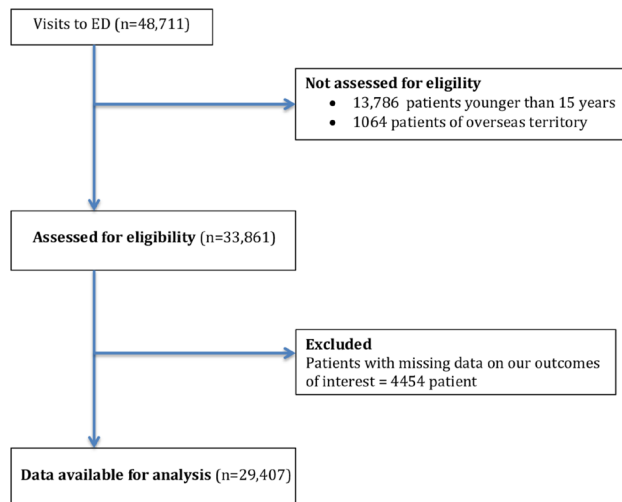 Visits to ED (n=48,711)
Not assessed for eligility
• 13,786 patients younger than 15 years
• 1064 patients of overseas territory
Assessed for eligibility (n=33,861)
Excluded
Patients with missing data on our outcomes
of interest = 4454 patient
Data available for analysis (n=29,407)